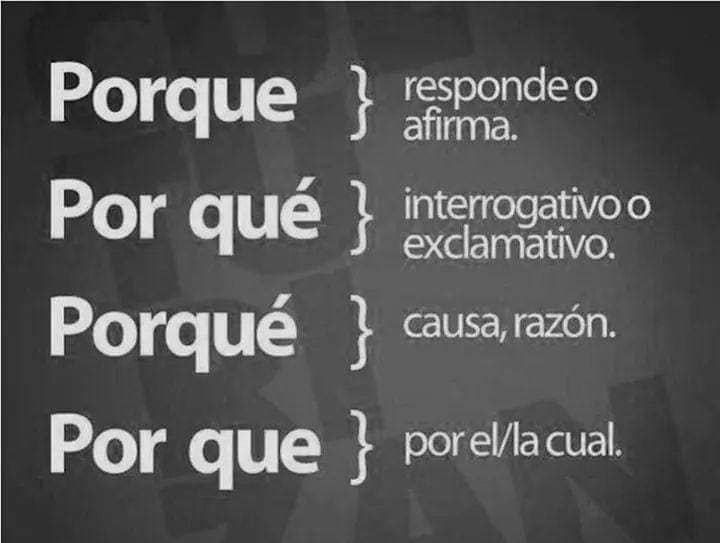 Porque } responde o
afirma.
Por qué } interrogativo o
exclamativo.
Porqué } causa, razón.
Por que } por el/la cual.